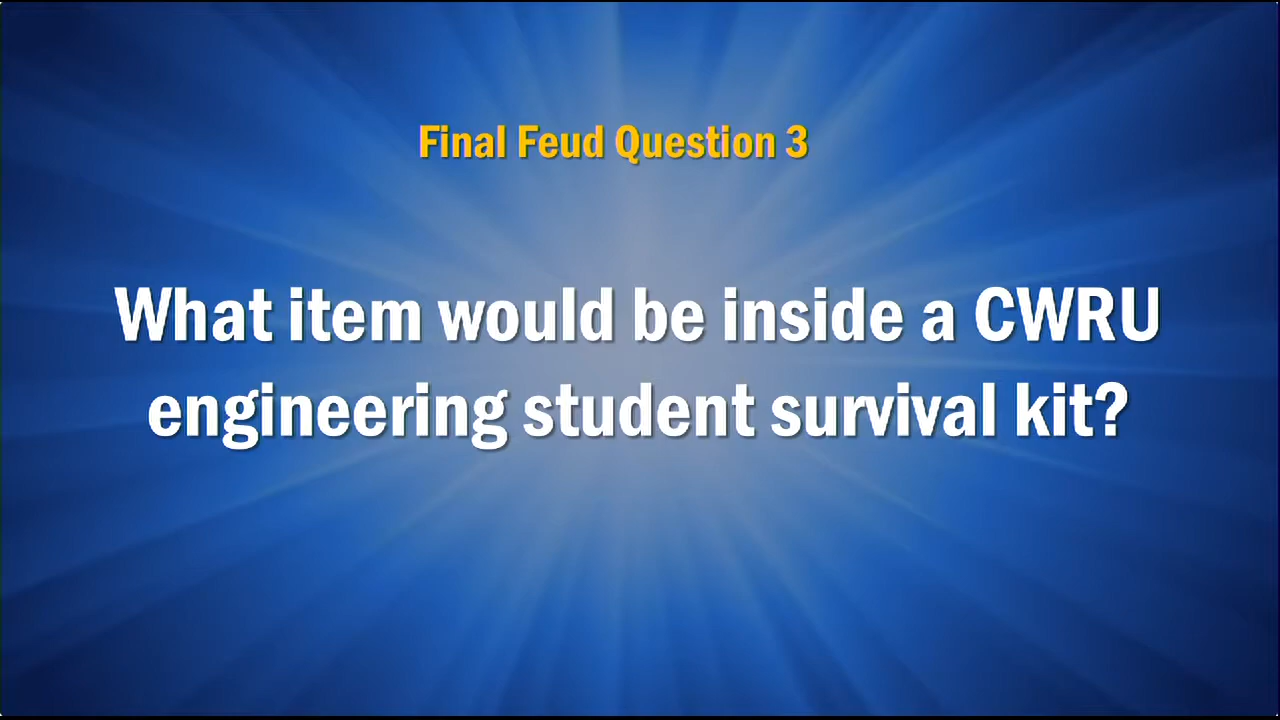 Final Feud Question 3
What item would be inside a CWRU
engineering student survival kit?